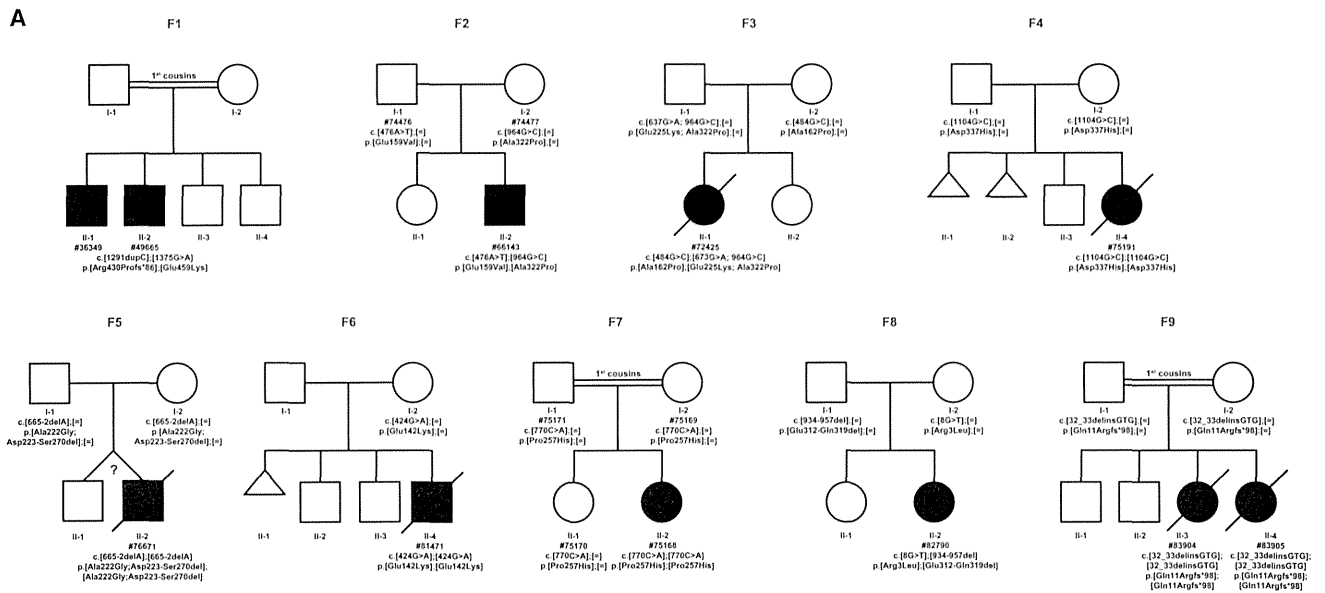 A
F1
F2
F3
F4
1st cousins
I-1
I-2
I-1
I-2
I-1
I-2
I-1
I-2
#74476
#74477
c.[476A>T];[=]
c.[964G>C];[=]
p.[Glu159Val];[=]
p.[Ala322Pro];[=]
c.[637G>A; 964G>C];[=]
c.[484G>C];[=]
p.[Glu225Lys; Ala322Pro];[=]
p.[Ala162Pro];[=]
c.[1104G>C];[=]
c.[1104G>C];[=]
p.[Asp337His];[=]
p.[Asp337His];[=]
II-1
II-2
II-3
II-4
#36349
#49665
c.[1291dupC];[1375G>A]
p.[Arg430Profs*86];[Glu459Lys]
II-1
II-2
#66143
c.[476A>T];[964G>C]
p.[Glu159Val],[Ala322Pro]
II-1
II-2
#72425
c.[484G>C];[673G>A; 964G>C]
p.[Ala162Pro];[Glu225Lys; Ala322Pro]
II-1
II-2
II-3
II-4
#75191
c.[1104G>C];[1104G>C]
p.[Asp337His],[Asp337His]
F5
F6
F7
F8
F9
I-1
I-2
c.[665-2delA];[=]
c.[665-2delA];[=]
p.[Ala222Gly;
p.[Ala222Gly;
Asp223-Ser270del];[=]
Asp223-Ser270del];[=]
?
II-1
II-2
#76671
c.[665-2delA];[665-2delA]
p.[Ala222Gly;Asp223-Ser270del];
[Ala222Gly;Asp223-Ser270del]
I-1
I-2
c.[424G>A];[=]
p.[Glu142Lys];[=]
II-1
II-2
II-3
II-4
#81471
c.[424G>A];[424G>A]
p.[Glu142Lys];[Glu142Lys]
1st cousins
I-1
I-2
#75171
#75169
c.[770C>A];[=]
c.[770C>A];[=]
p.[Pro257His];[=]
p.[Pro257His];[=]
II-1
II-2
#75170
#75168
c.[770C>A];[=]
c.[770C>A];[770C>A]
p.[Pro257His];[=]
p.[Pro257His];[Pro257His]
I-1
I-2
c.[934-957del];[=]
c.[8G>T];[=]
p.[Glu312-Gln319del];[=]
p.[Arg3Leu];[=]
II-1
II-2
#82790
c.[8G>T];[934-957del]
p.[Arg3Leu];[Glu312-Gln319del]
1st cousins
I-1
I-2
c.[32_33delinsGTG];[=]
c.[32_33delinsGTG];[=]
p.[Gln11Argfs*98];[=]
p.[Gln11Argfs*98];[=]
II-1
II-2
II-3
II-4
#83904
#83905
c.[32_33delinsGTG];
c.[32_33delinsGTG];
[32_33delinsGTG]
[32_33delinsGTG]
p.[Gln11Argfs*98];
p.[Gln11Argfs*98];
[Gln11Argfs*98]
[Gln11Argfs*98]